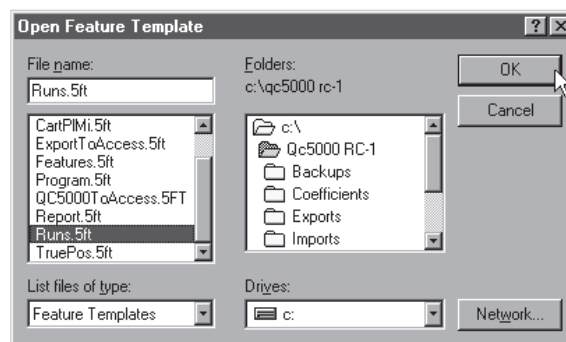 Open Feature Template
File name:
Runs.5ft
CartPlMi.5ft
ExportToAccess.5ft
Features.5ft
Program.5ft
QC5000ToAccess.5FT
Report.5ft
Runs.5ft
TruePos.5ft
List files of type:
Feature Templates
Folders:
c:\qc5000 rc-1
c:\
Qc5000 RC-1
Backups
Coefficients
Exports
Imports
Drives:
c:
OK
Cancel
Network...